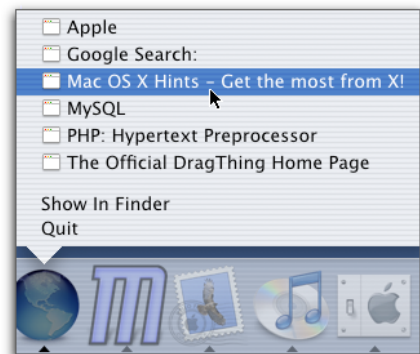 Apple
Google Search:
Mac OS X Hints – Get the most from X!
MySQL
PHP: Hypertext Preprocessor
The Official DragThing Home Page
Show In Finder
Quit